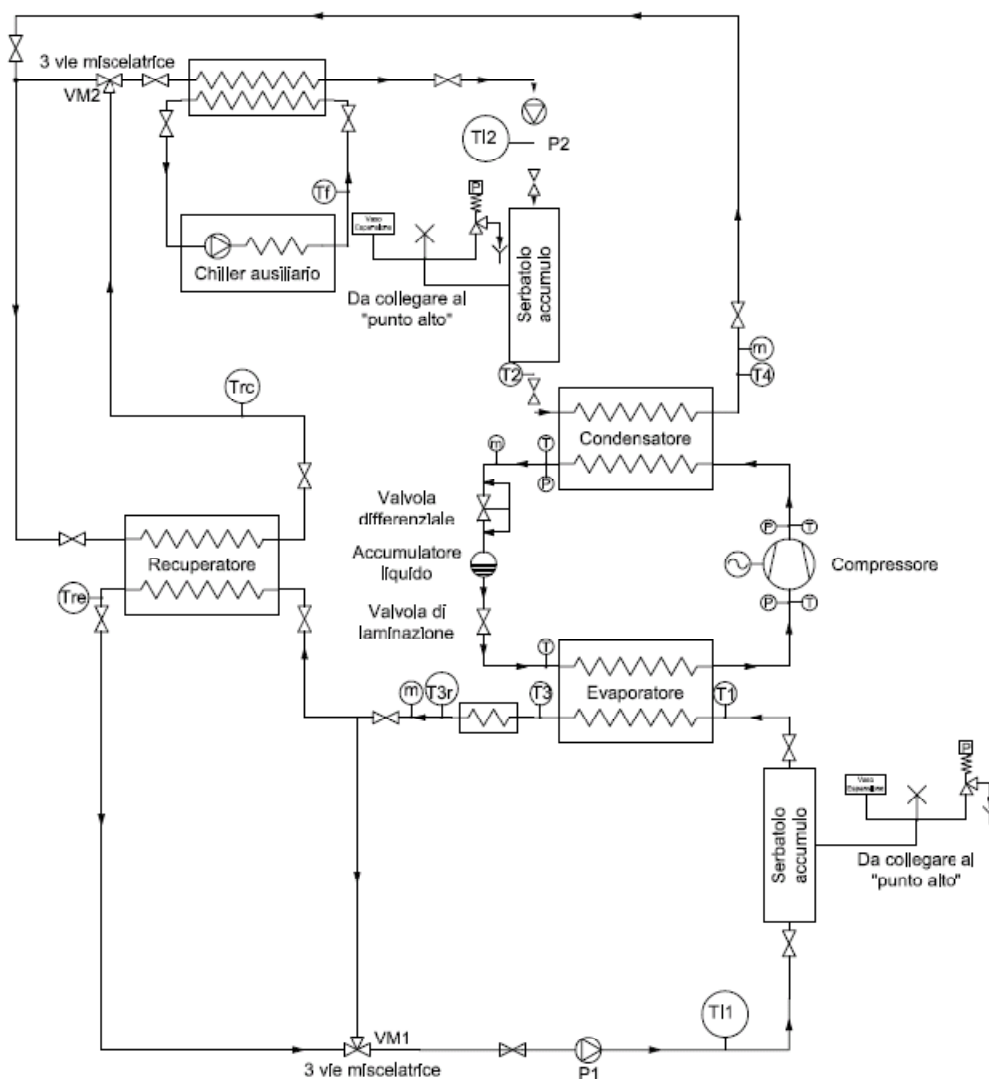 3 vie miscelatrice
VM2
TI2
P2
Tf
P
Vaso
Espansione
Chiller ausiliario
Da collegare al
"punto alto"
Serbatoio
accumulo
T2
m
T4
Trc
Condensatore
m
T
P
Valvola
differenziale
Accumulatore
liquido
Valvola di
laminazione
P
T
Compressore
P
T
Recuperatore
Tre
T
Evaporatore
m
T3r
T3
T1
Serbatoio
accumulo
P
Vaso
Espansione
Da collegare al
"punto alto"
TI1
VM1
3 vie miscelatrice
P1